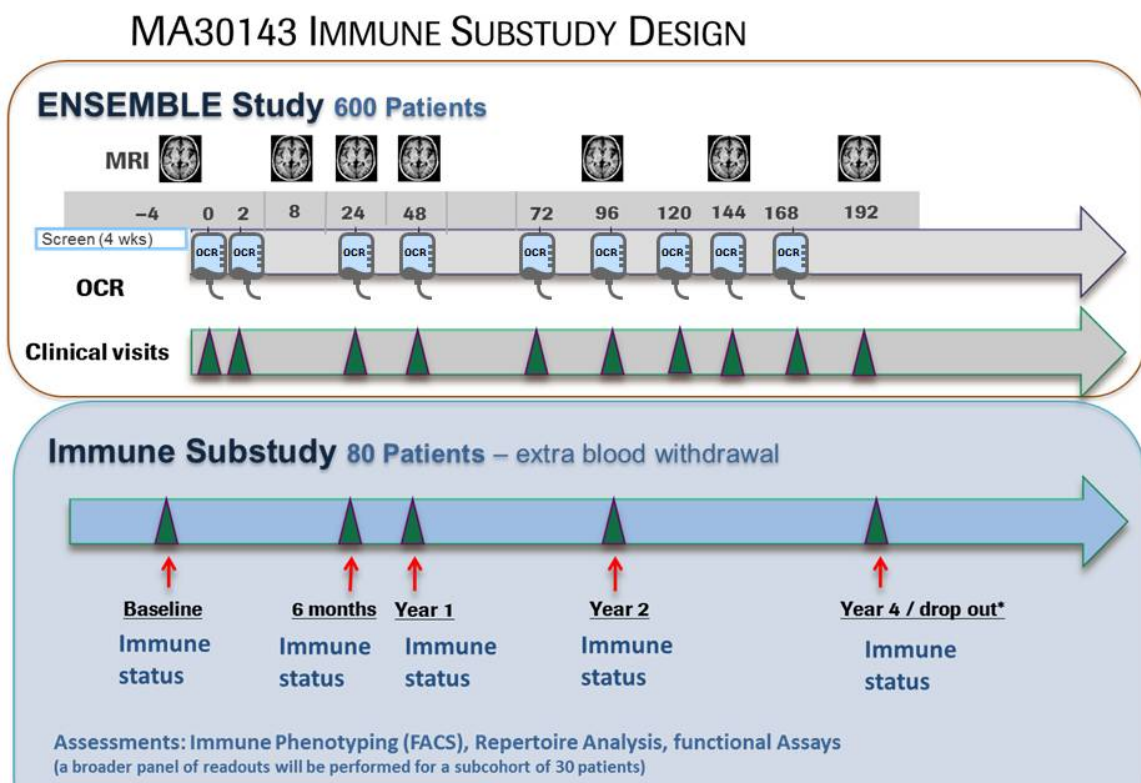 MA30143 IMMUNE SUBSTUDY DESIGN
ENSEMBLE Study 600 Patients
MRI
−4 0 2 8 24 48 72 96 120 144 168 192
Screen (4 wks)
OCR OCR OCR OCR OCR OCR OCR OCR OCR
OCR
Clinical visits
Immune Substudy 80 Patients – extra blood withdrawal
Baseline 6 months Year 1 Year 2 Year 4 / drop out*
Immune Immune Immune Immune Immune
status status status status status
Assessments: Immune Phenotyping (FACS), Repertoire Analysis, functional Assays
(a broader panel of readouts will be performed for a subcohort of 30 patients)